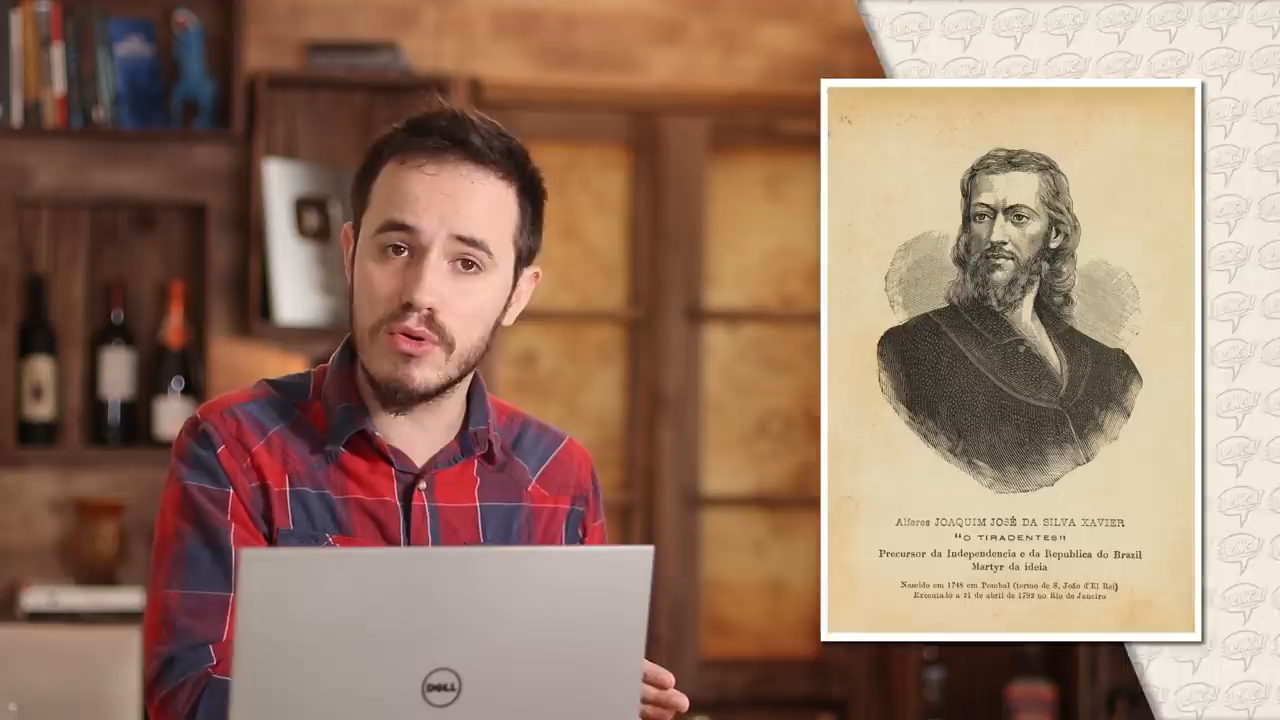 DELL
Alferes JOAQUIM JOSÉ DA SILVA XAVIER
"O TIRADENTES"
Precursor da Independencia e da Republica do Brazil
Martyr da ideia
Nascido em 1748 em Pombal (termo de S. João d'El Rei)
Executado a 21 de abril de 1792 no Rio de Janeiro